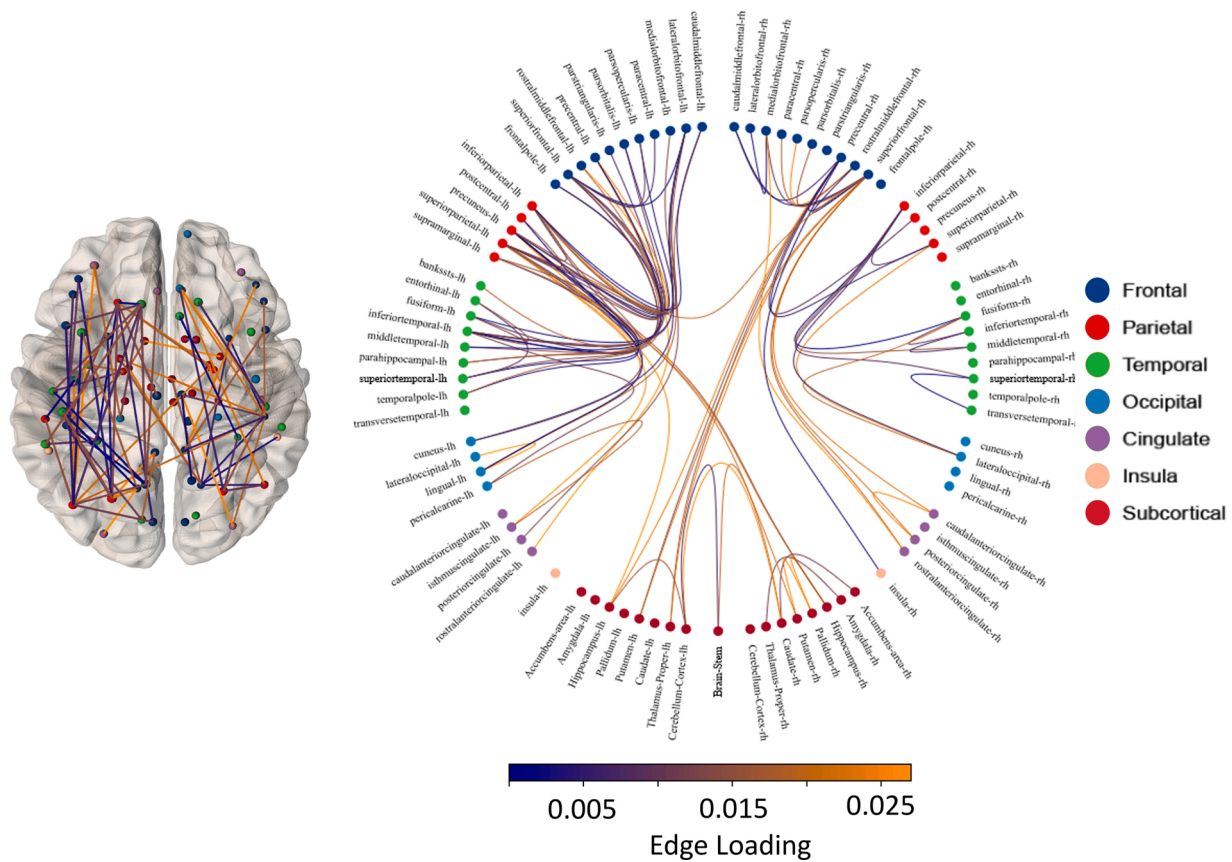 caudalmiddlefrontal-lh
lateralorbitofrontal-lh
medialorbitofrontal-lh
paracentral-lh
parsopercularis-lh
parsorbitalis-lh
parstriangularis-lh
precentral-lh
rostralmiddlefrontal-lh
superiorfrontal-lh
frontalpole-lh
inferiorparietal-lh
postcentral-lh
precuneus-lh
superiorparietal-lh
supramarginal-lh
bankssts-lh
entorhinal-lh
fusiform-lh
inferiortemporal-lh
middletemporal-lh
parahippocampal-lh
superiortemporal-lh
temporalpole-lh
transversetemporal-lh
cuneus-lh
lateraloccipital-lh
lingual-lh
pericalcarine-lh
caudalanteriorcingulate-lh
isthmuscingulate-lh
posteriorcingulate-lh
rostralanteriorcingulate-lh
insula-lh
Accumbens-area-lh
Amygdala-lh
Hippocampus-lh
Pallidum-lh
Putamen-lh
Caudate-lh
Thalamus-Proper-lh
Cerebellum-Cortex-lh
Brain-Stem
Cerebellum-Cortex-rh
Thalamus-Proper-rh
Caudate-rh
Putamen-rh
Pallidum-rh
Hippocampus-rh
Amygdala-rh
Accumbens-area-rh
insula-rh
rostralanteriorcingulate-rh
posteriorcingulate-rh
isthmuscingulate-rh
caudalanteriorcingulate-rh
pericalcarine-rh
lingual-rh
lateraloccipital-rh
cuneus-rh
transversetemporal-
temporalpole-rh
superiortemporal-rh
parahippocampal-rh
middletemporal-rh
inferiortemporal-rh
fusiform-rh
entorhinal-rh
bankssts-rh
supramarginal-rh
superiorparietal-rh
precuneus-rh
postcentral-rh
inferiorparietal-rh
frontalpole-rh
superiorfrontal-rh
rostralmiddlefrontal-rh
precentral-rh
parstriangularis-rh
parsorbitalis-rh
parsopercularis-rh
paracentral-rh
medialorbitofrontal-rh
lateralorbitofrontal-rh
caudalmiddlefrontal-rh
Frontal
Parietal
Temporal
Occipital
Cingulate
Insula
Subcortical
0.005 0.015 0.025
Edge Loading